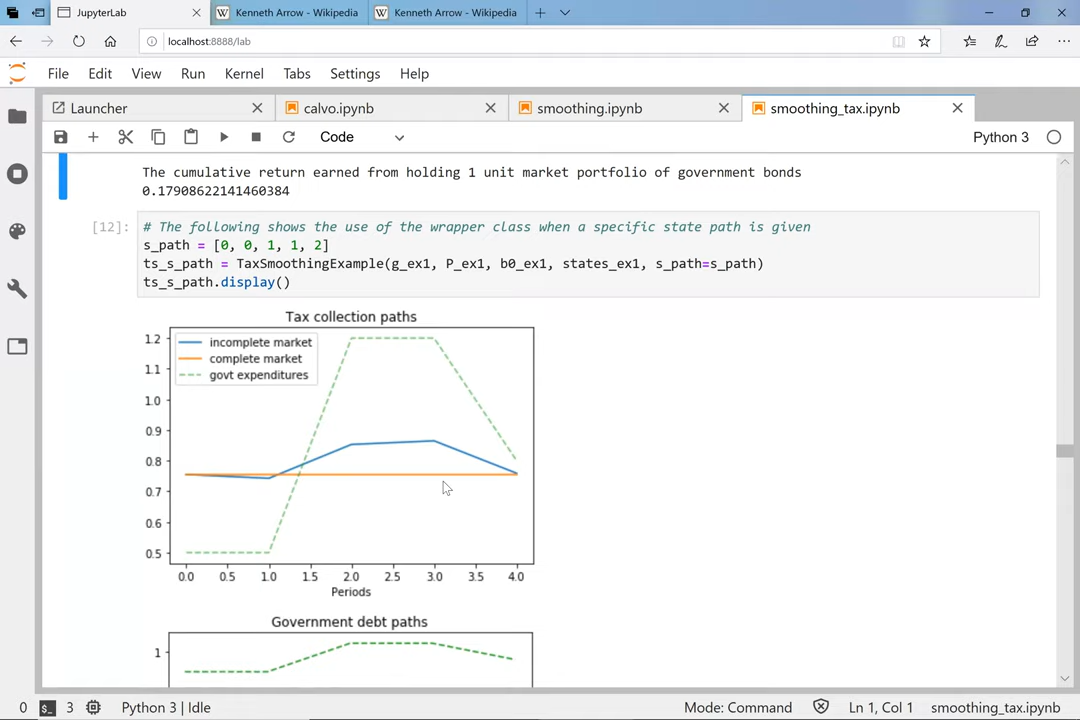 JupyterLab
Kenneth Arrow - Wikipedia
Kenneth Arrow - Wikipedia
localhost:8888/lab
File Edit View Run Kernel Tabs Settings Help
Launcher
calvo.ipynb
smoothing.ipynb
smoothing_tax.ipynb
Code
Python 3
The cumulative return earned from holding 1 unit market portfolio of government bonds
0.17908622141460384
[12]: # The following shows the use of the wrapper class when a specific state path is given
s_path = [0, 0, 1, 1, 2]
ts_s_path = TaxSmoothingExample(g_ex1, P_ex1, b0_ex1, states_ex1, s_path=s_path)
ts_s_path.display()
Tax collection paths
incomplete market
complete market
govt expenditures
1.2
1.1
1.0
0.9
0.8
0.7
0.6
0.5
0.0 0.5 1.0 1.5 2.0 2.5 3.0 3.5 4.0
Periods
Government debt paths
1
0 $_ 3 Python 3 | Idle
Mode: Command Ln 1, Col 1 smoothing_tax.ipynb